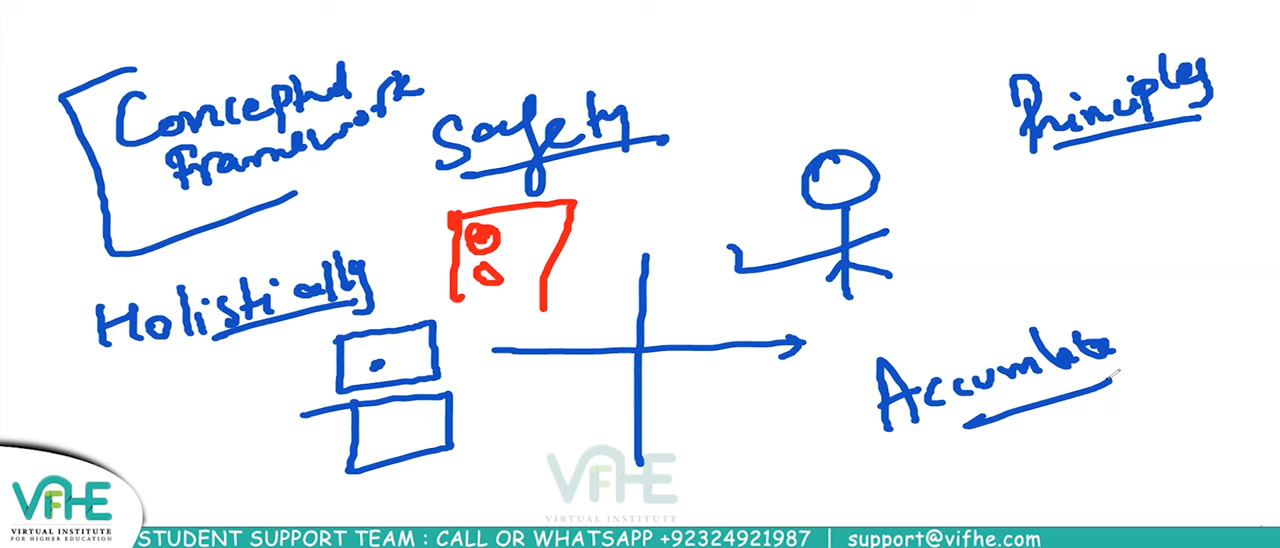 Conceptual
Framework
Safety
Principles
Holistically
Accumlate
VIFHE
VIRTUAL INSTITUTE
VIFHE
VIRTUAL INSTITUTE
FOR HIGHER EDUCATION
STUDENT SUPPORT TEAM : CALL OR WHATSAPP +92324921987 | support@vifhe.com